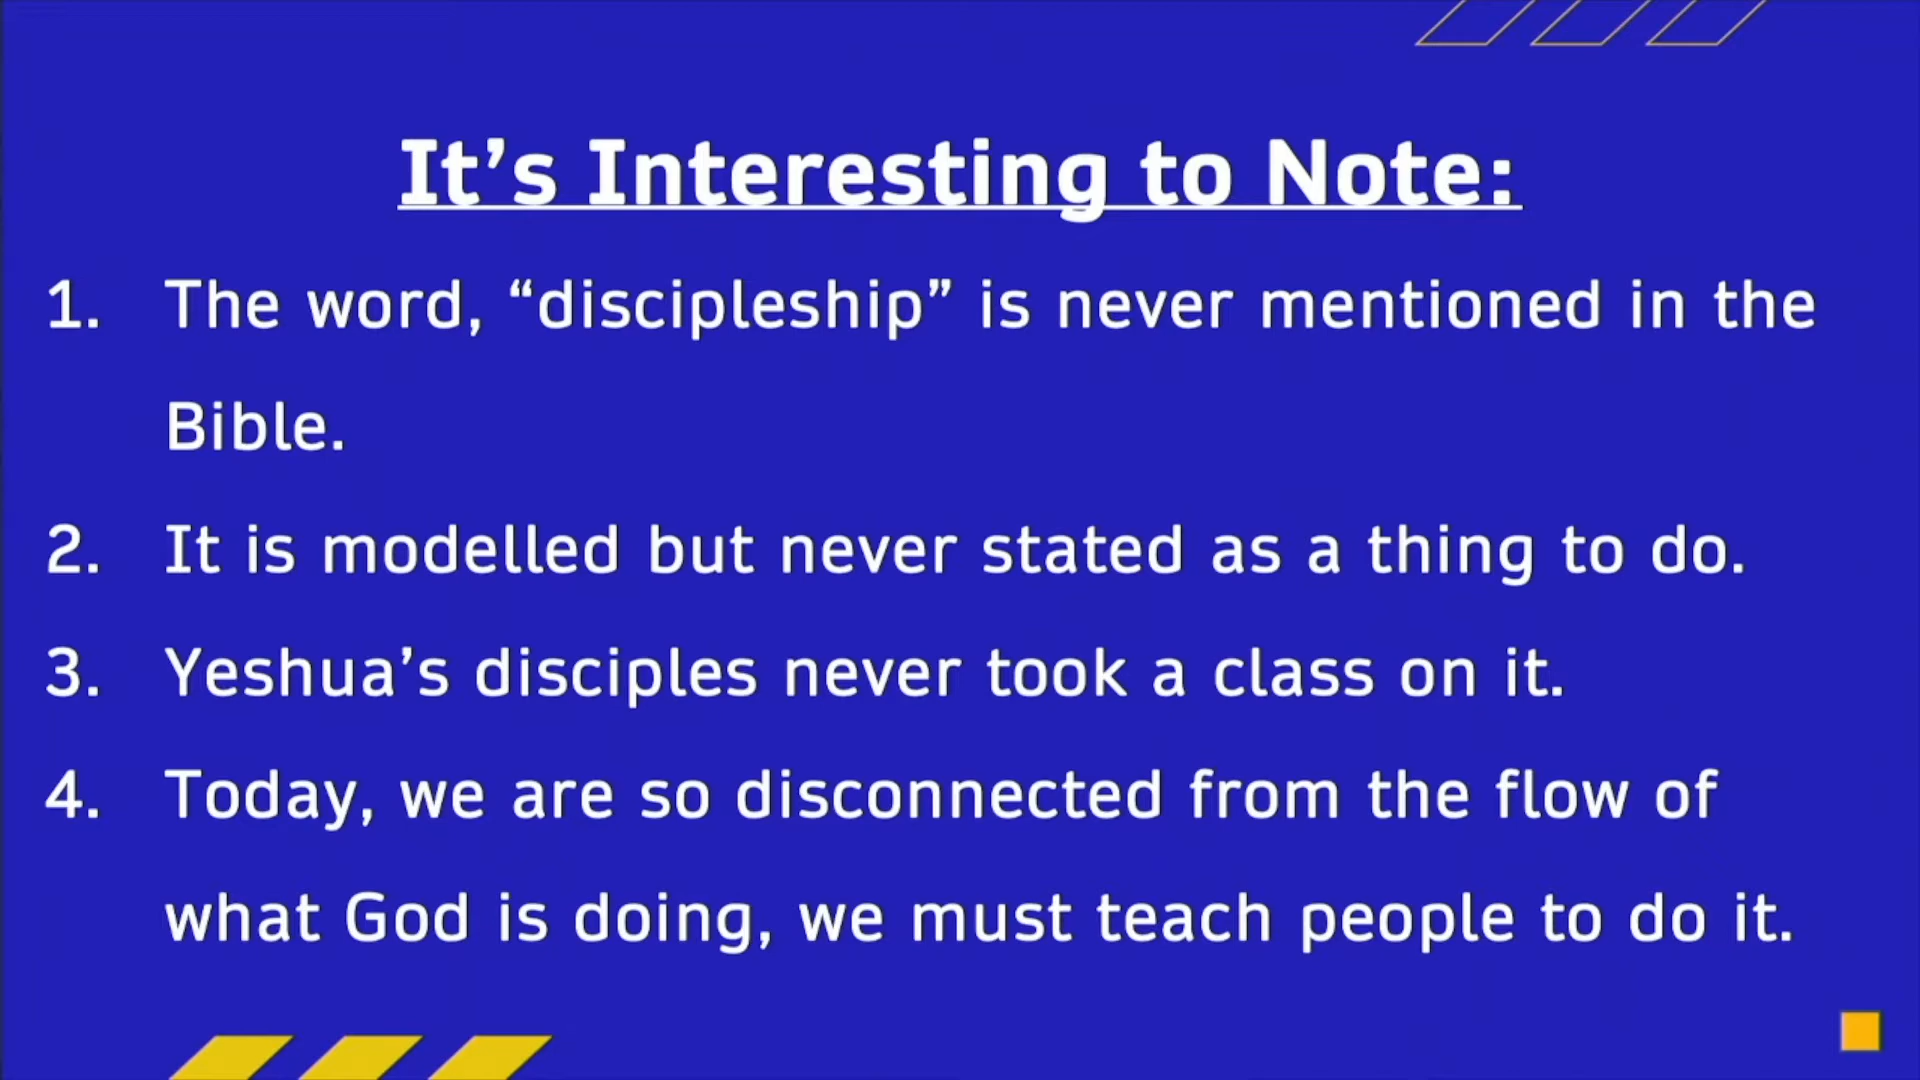 It’s Interesting to Note:
1. The word, “discipleship” is never mentioned in the
Bible.
2. It is modelled but never stated as a thing to do.
3. Yeshua’s disciples never took a class on it.
4. Today, we are so disconnected from the flow of
what God is doing, we must teach people to do it.